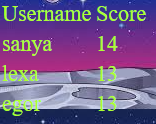 Username Score
sanya 14
lexa 13
eger 13